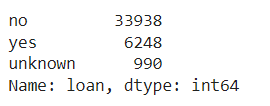 no 33938
yes 6248
unknown 990
Name: loan, dtype: int64